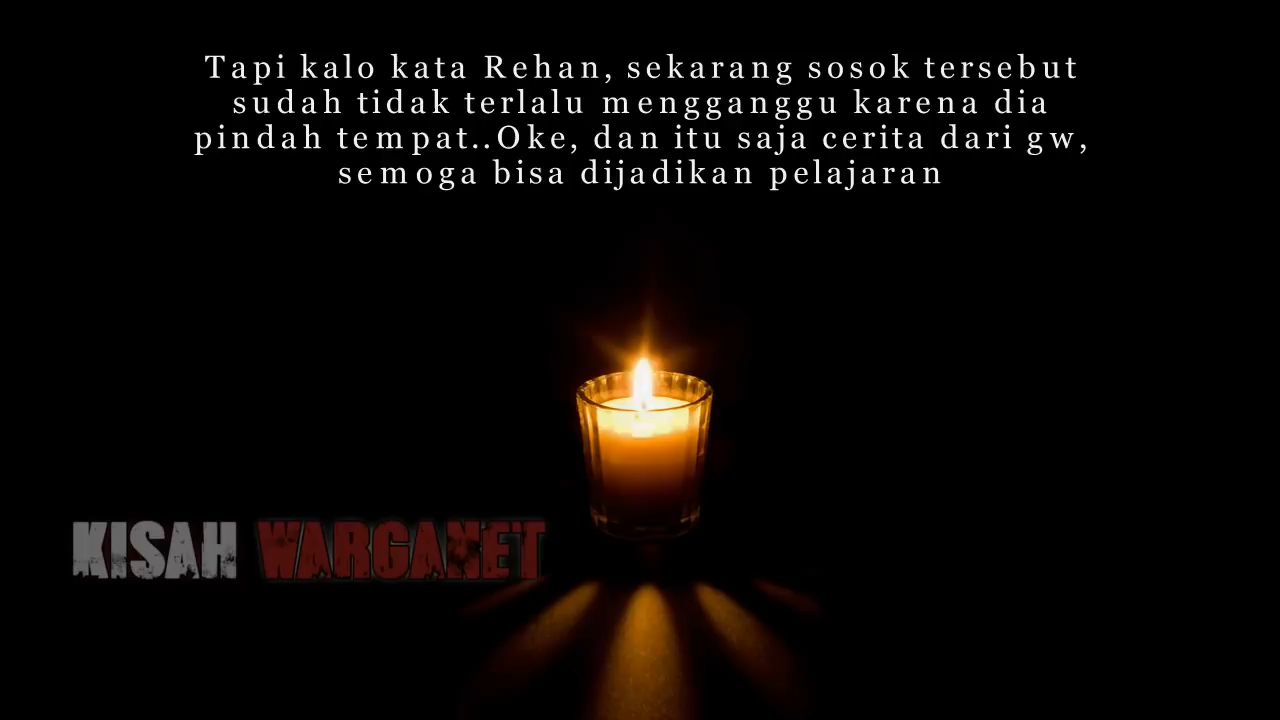 Tapi kalo kata Rehan, sekarang sosok tersebut
sudah tidak terlalu mengganggu karena dia
pindah tempat..Oke, dan itu saja cerita dari gw,
semoga bisa dijadikan pelajaran
KISAH WARGANET